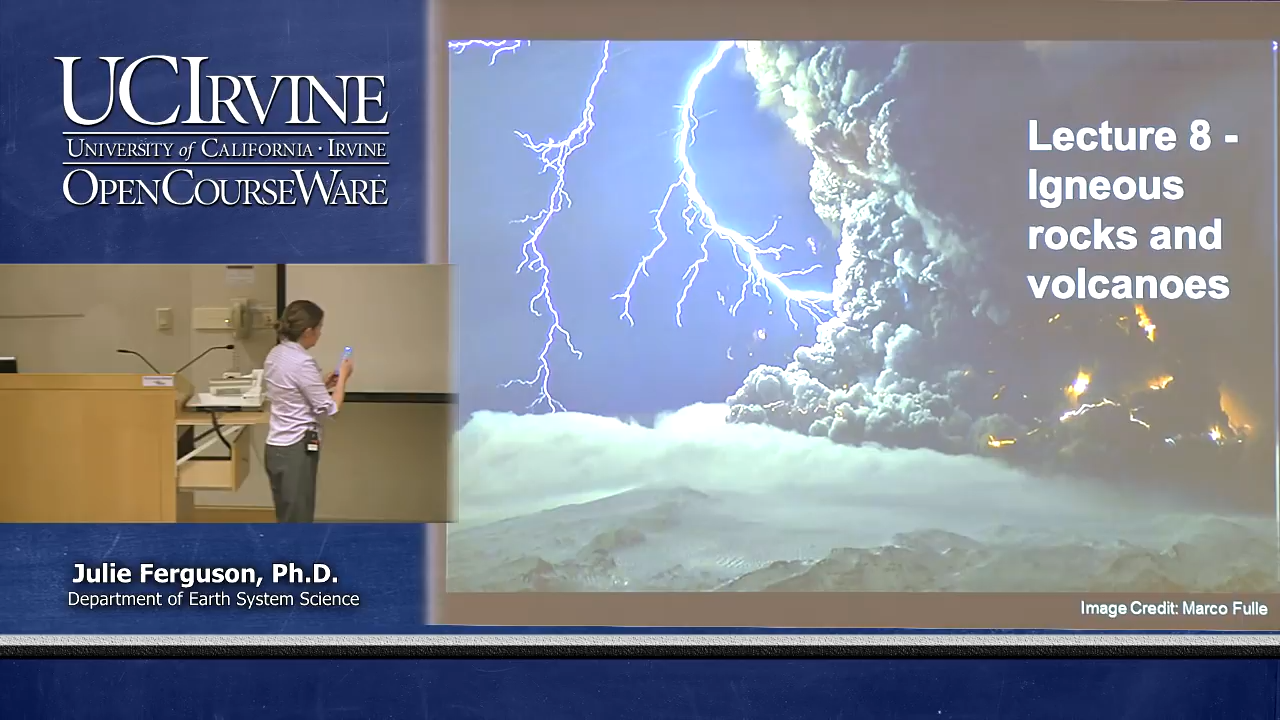 UCIRVINE
UNIVERSITY of CALIFORNIA · IRVINE
OPENCOURSEWARE
Lecture 8 -
Igneous
rocks and
volcanoes
Julie Ferguson, Ph.D.
Department of Earth System Science
Image Credit: Marco Fulle